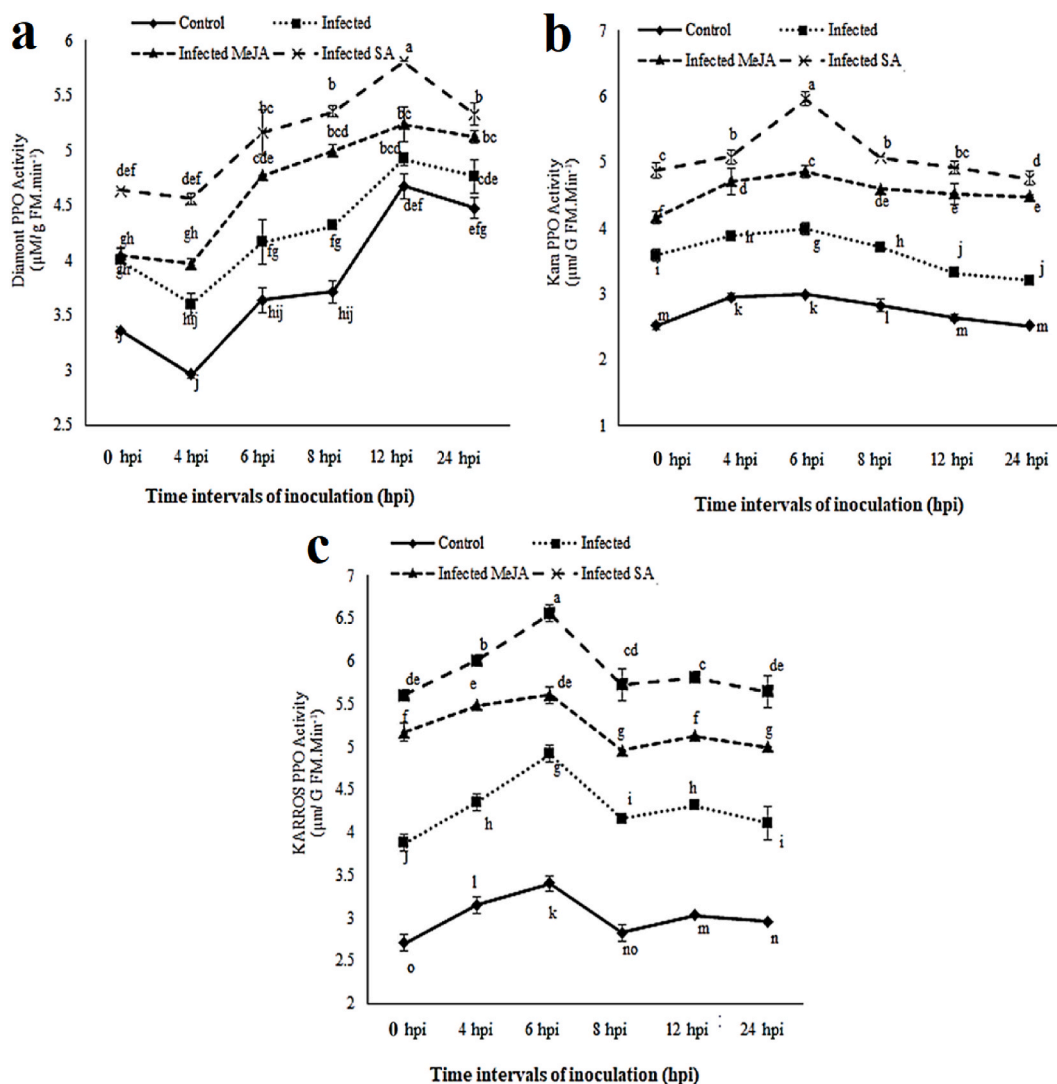 a
Control
Infected
Infected MeJA
Infected SA
Diamont PPO Activity
(µM/ g FM.min⁻¹)
6
5.5
5
4.5
4
3.5
3
2.5
def
def
bc
b
a
b
gh
gh
cde
bcd
bc
bc
gh
hij
fg
fg
bcd
cde
j
j
hij
hij
def
efg
0 hpi
4 hpi
6 hpi
8 hpi
12 hpi
24 hpi
Time intervals of inoculation (hpi)
b
Control
Infected
Infected MeJA
Infected SA
Kara PPO Activity
(µm/ G FM.Min⁻¹)
7
6
5
4
3
2
1
c
b
a
b
bc
d
f
d
c
de
e
e
i
h
g
h
j
j
m
k
k
l
m
m
0 hpi
4 hpi
6 hpi
8 hpi
12 hpi
24 hpi
Time intervals of inoculation (hpi)
c
Control
Infected
Infected MeJA
Infected SA
KARROS PPO Activity
(µm/ G FM.Min⁻¹)
7
6.5
6
5.5
5
4.5
4
3.5
3
2.5
2
de
b
a
cd
c
de
f
e
de
g
f
g
j
h
g
i
h
i
o
l
k
no
m
n
0 hpi
4 hpi
6 hpi
8 hpi
12 hpi
24 hpi
Time intervals of inoculation (hpi)